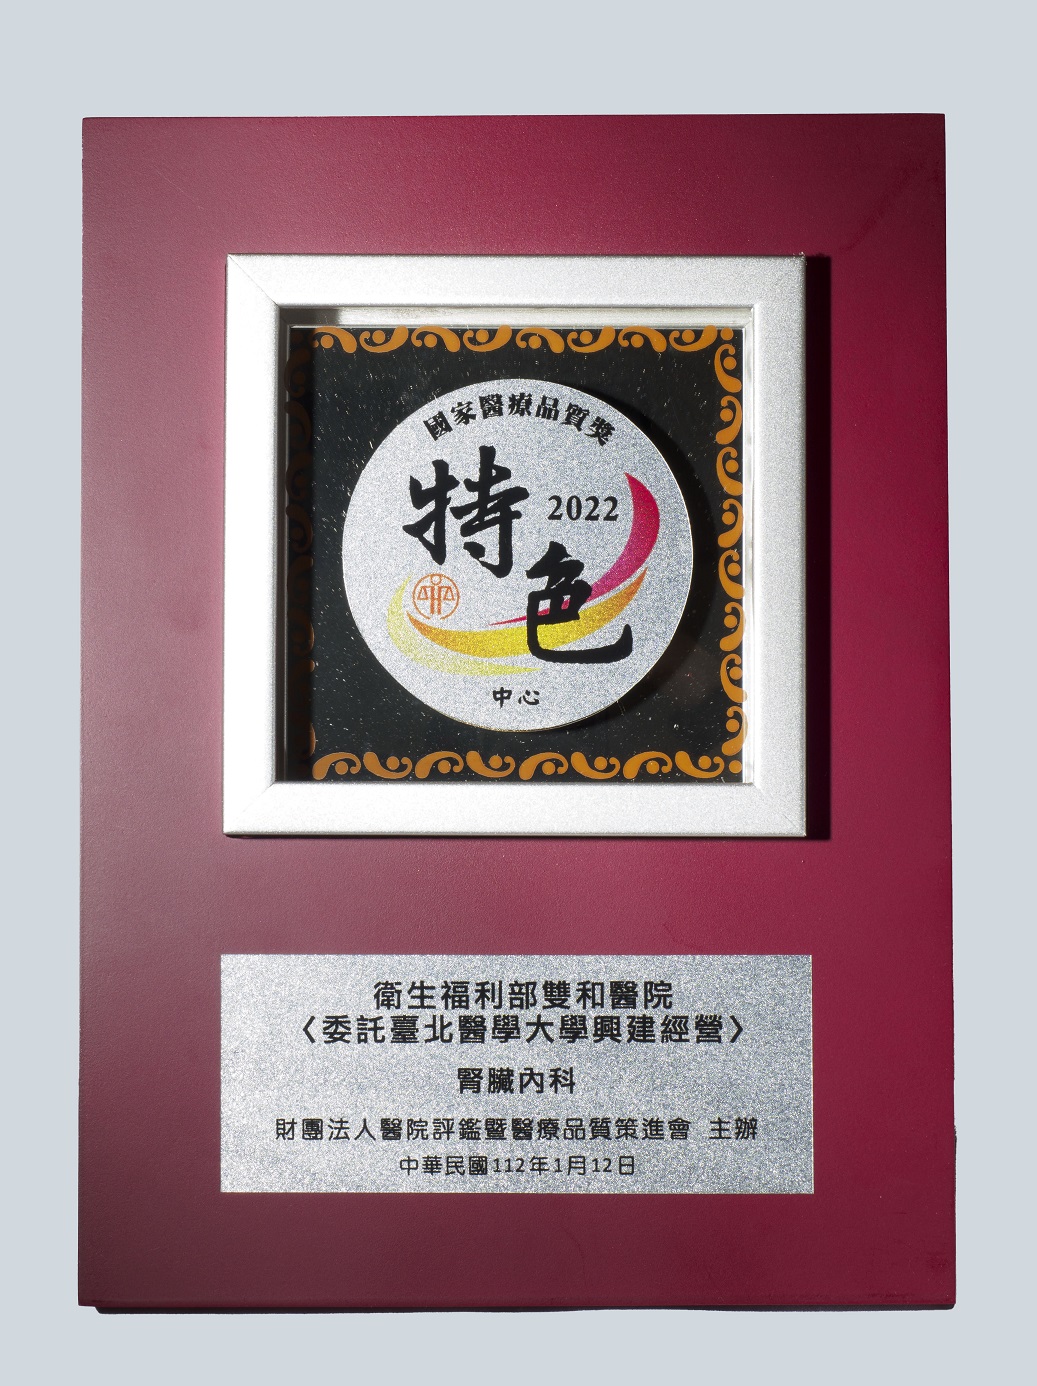 國家醫療品質獎
特色
2022
中心
衛生福利部雙和醫院
〈委託臺北醫學大學興建經營〉
腎臟內科
財團法人醫院評鑑暨醫療品質策進會 主辦
中華民國112年1月12日